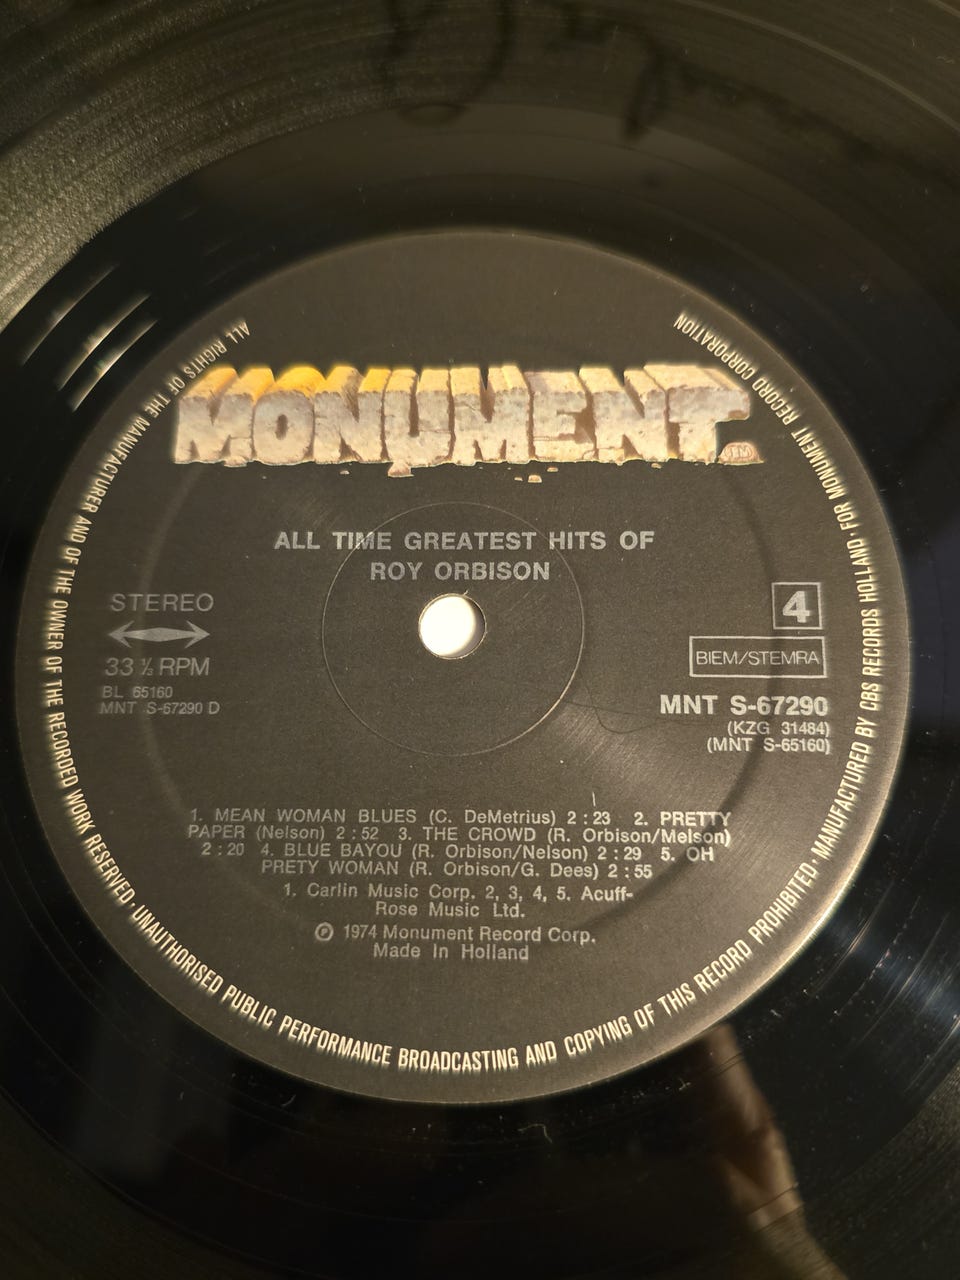 MONUMENT.
TM
ALL TIME GREATEST HITS OF
ROY ORBISON
STEREO
33 ⅓ RPM
BL 65160
MNT S-67290 D
4
BIEM/STEMRA
MNT S-67290
(KZG 31484)
(MNT S-65160)
1. MEAN WOMAN BLUES (C. DeMetrius) 2:23 2. PRETTY
PAPER (Nelson) 2:52 3. THE CROWD (R. Orbison/Melson)
2:20 4. BLUE BAYOU (R. Orbison/Nelson) 2:29 5. OH
PRETY WOMAN (R. Orbison/G. Dees) 2:55
1. Carlin Music Corp. 2, 3, 4, 5. Acuff-
Rose Music Ltd.
℗ 1974 Monument Record Corp.
Made In Holland
ALL RIGHTS OF THE MANUFACTURER AND OF THE OWNER OF THE RECORDED WORK RESERVED · UNAUTHORISED PUBLIC PERFORMANCE BROADCASTING AND COPYING OF THIS RECORD PROHIBITED · MANUFACTURED BY CBS RECORDS HOLLAND · FOR MONUMENT RECORD CORPORATION